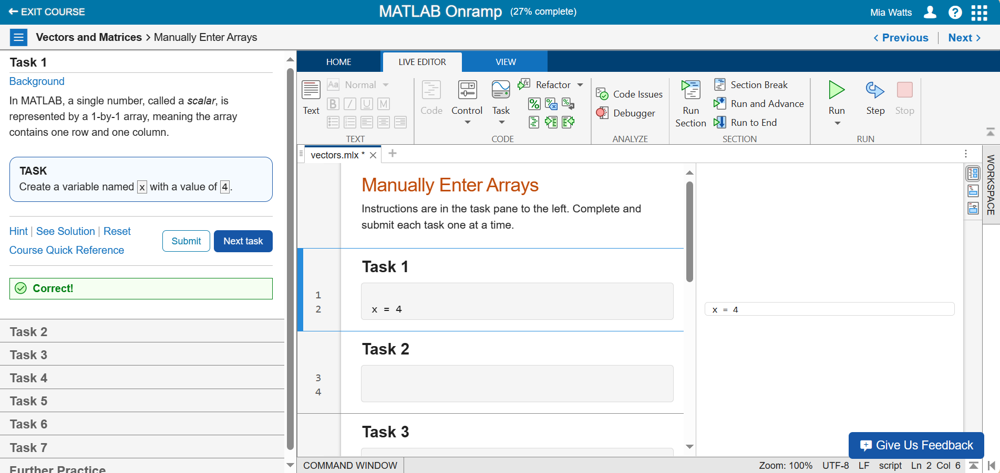 EXIT COURSE
MATLAB Onramp (27% complete)
Mia Watts
Vectors and Matrices > Manually Enter Arrays
< Previous | Next >
Task 1
Background
In MATLAB, a single number, called a scalar, is
represented by a 1-by-1 array, meaning the array
contains one row and one column.
TASK
Create a variable named x with a value of 4.
Hint | See Solution | Reset
Course Quick Reference
Submit
Next task
Correct!
Task 2
Task 3
Task 4
Task 5
Task 6
Task 7
Further Practice
HOME
LIVE EDITOR
VIEW
Text
Aa Normal
B I U M
TEXT
Code
Control
Task
Refactor
CODE
Code Issues
Debugger
ANALYZE
Run
Section
Section Break
Run and Advance
Run to End
SECTION
Run
Step
Stop
RUN
vectors.mlx *
WORKSPACE
Manually Enter Arrays
Instructions are in the task pane to the left. Complete and
submit each task one at a time.
Task 1
1
2 x = 4
x = 4
Task 2
3
4
Task 3
Give Us Feedback
COMMAND WINDOW
Zoom: 100% UTF-8 LF script Ln 2 Col 6